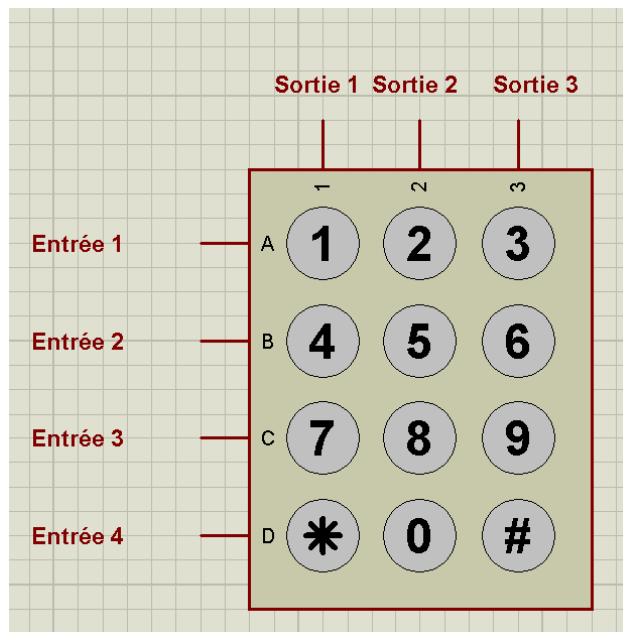 Sortie 1 Sortie 2 Sortie 3
1 2 3
Entrée 1 A 1 2 3
Entrée 2 B 4 5 6
Entrée 3 C 7 8 9
Entrée 4 D * 0 #